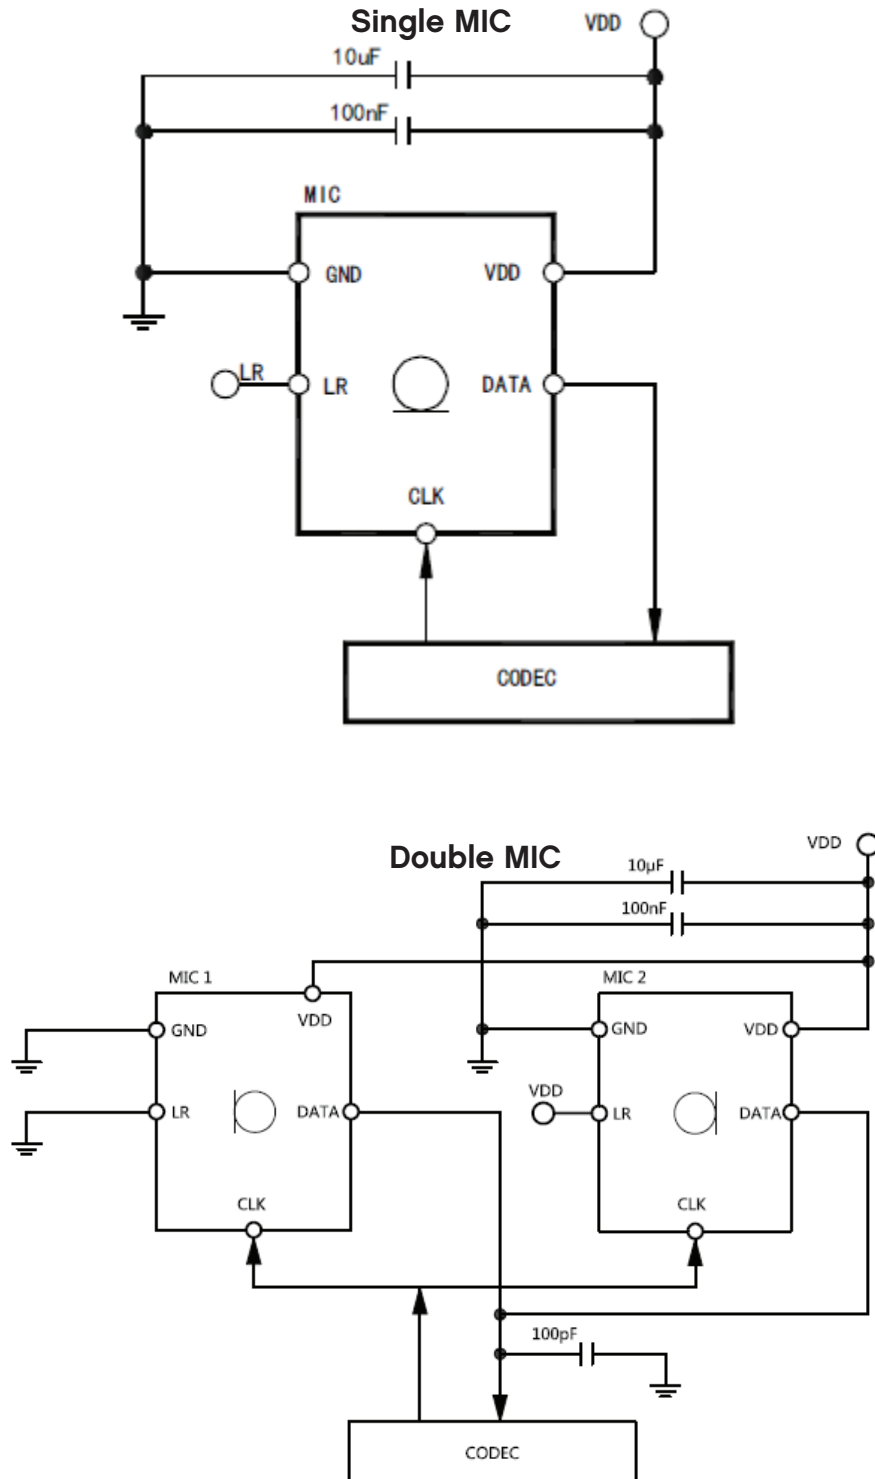 Single MIC
VDD
10uF
100nF
MIC
GND
VDD
LR
LR
DATA
CLK
CODEC
Double MIC
VDD
10µF
100nF
MIC 1
MIC 2
VDD
GND
GND
VDD
VDD
LR
DATA
LR
DATA
CLK
CLK
100pF
CODEC